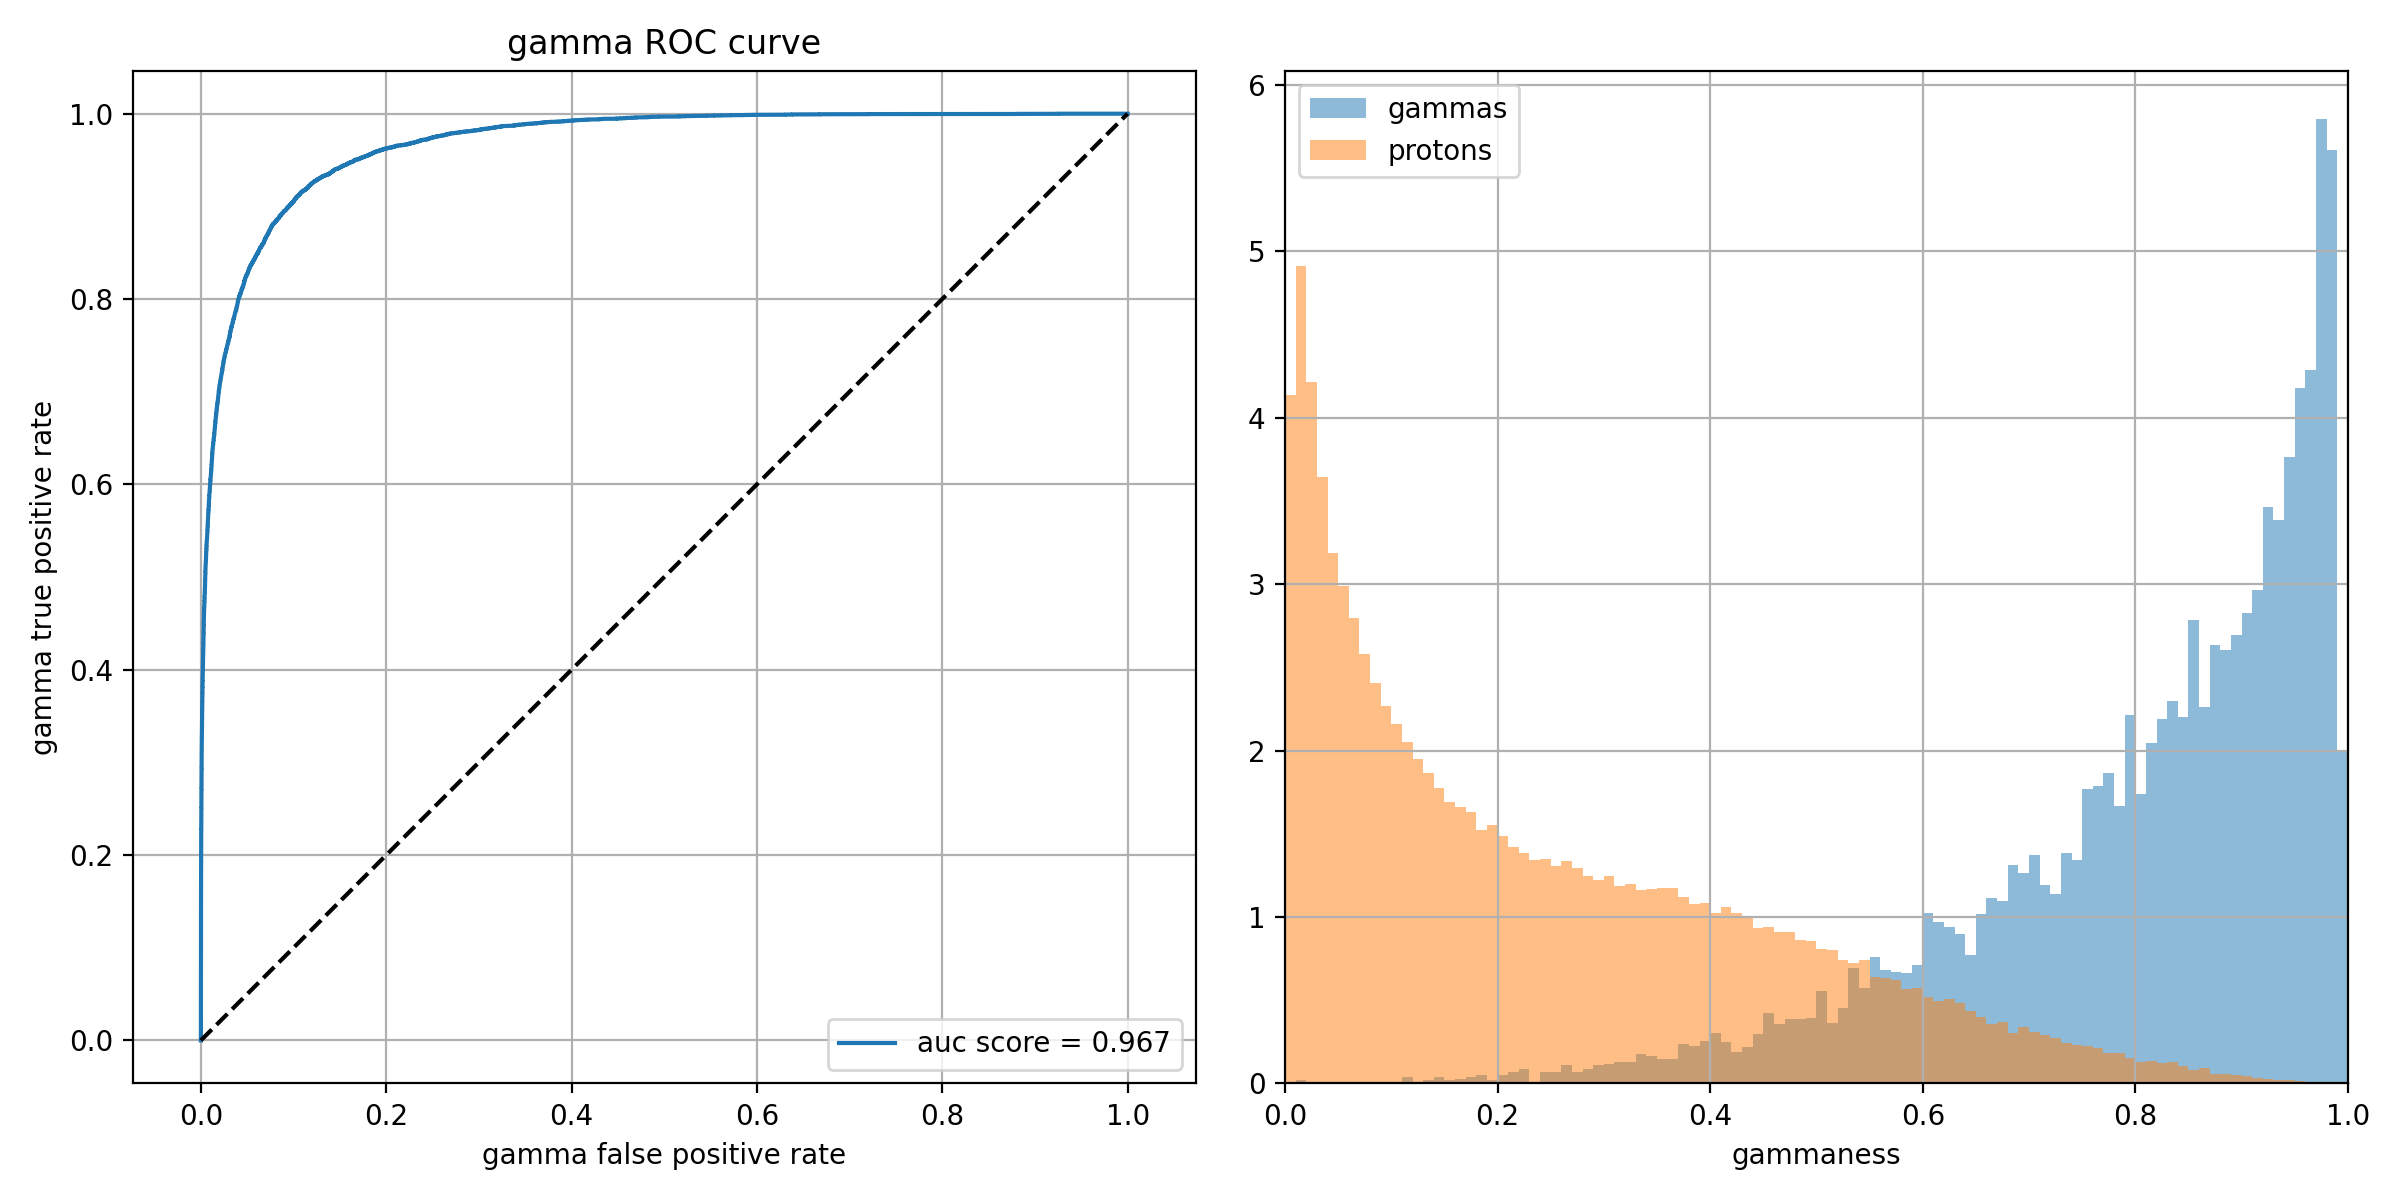 gamma ROC curve
1.0
0.8
0.6
0.4
0.2
0.0
gamma true positive rate
auc score = 0.967
0.0 0.2 0.4 0.6 0.8 1.0
gamma false positive rate
6
5
4
3
2
1
0
gammas
protons
0.0 0.2 0.4 0.6 0.8 1.0
gammaness